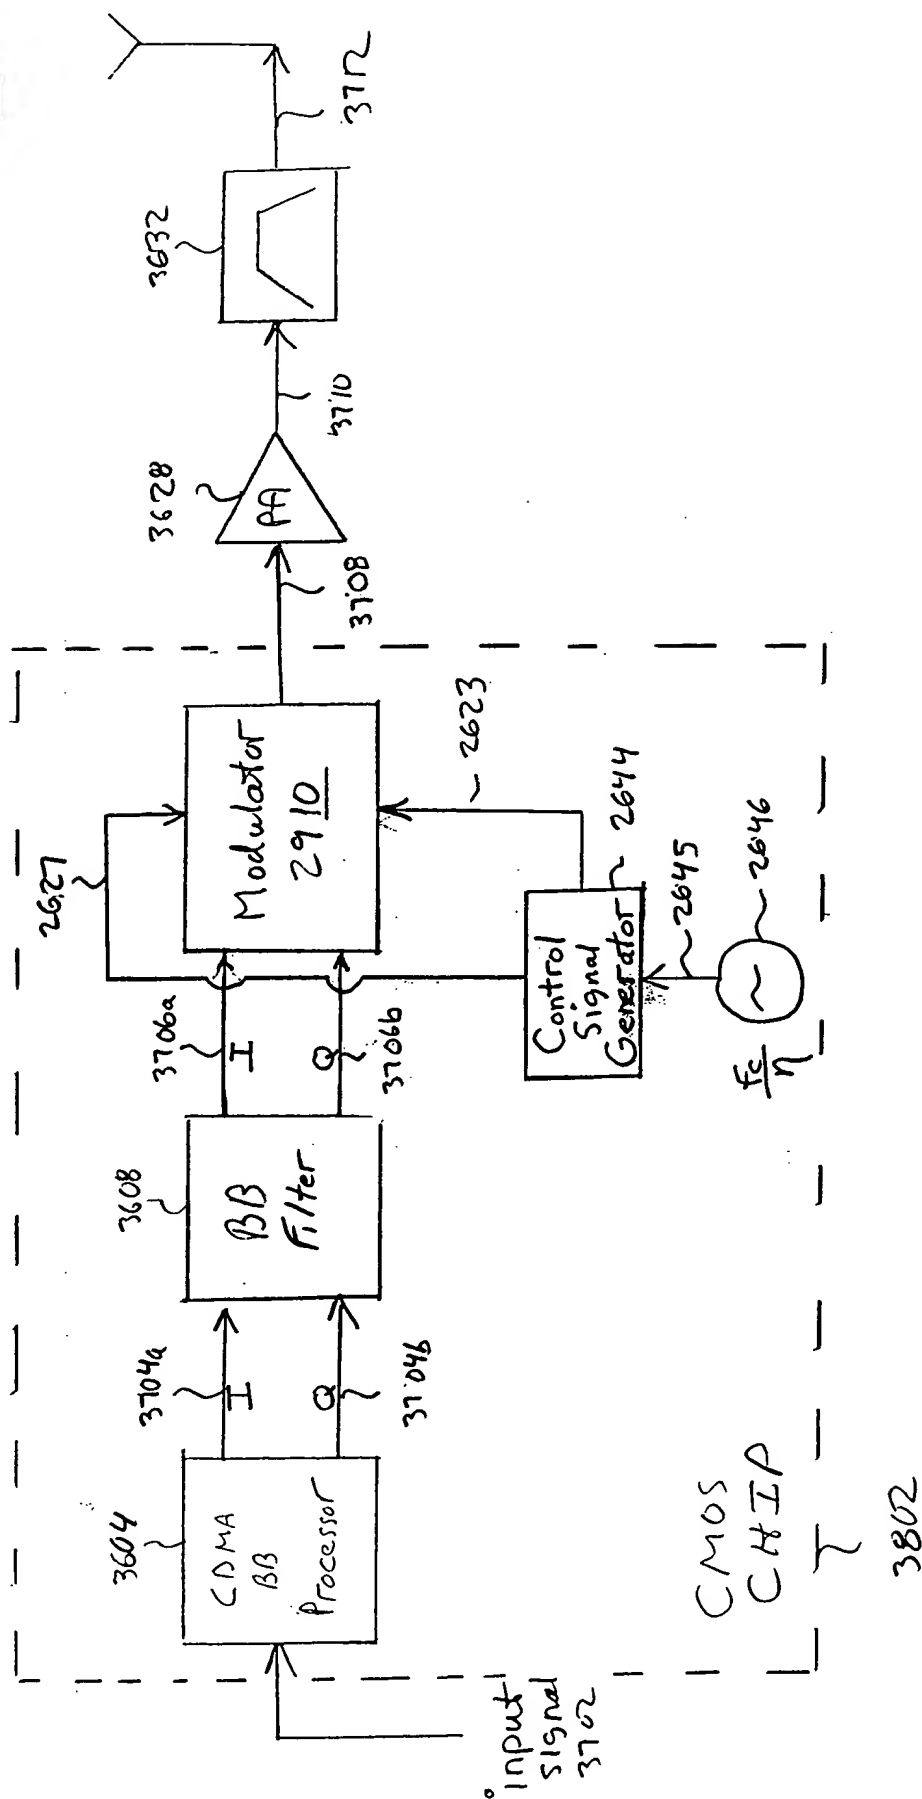 input
signal
3702
3604
CDMA
BB
Processor
3704a
I
Q
3704b
3608
BB
Filter
3706a
I
Q
3706b
2627
Modulator
2910
2623
Control
Signal
Generator
2644
2645
2646
fc
n
3708
3628
PA
3710
3632
3712
CMOS
CHIP
3802